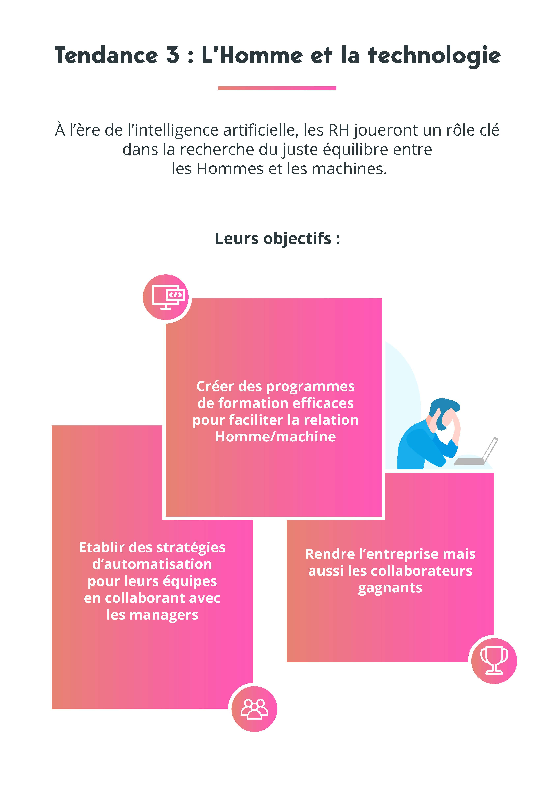 Tendance 3 : L'Homme et la technologie
À l'ère de l'intelligence artificielle, les RH joueront un rôle clé
dans la recherche du juste équilibre entre
les Hommes et les machines.
Leurs objectifs :
Créer des programmes
de formation efficaces
pour faciliter la relation
Homme/machine
Etablir des stratégies
d'automatisation
pour leurs équipes
en collaborant avec
les managers
Rendre l'entreprise mais
aussi les collaborateurs
gagnants